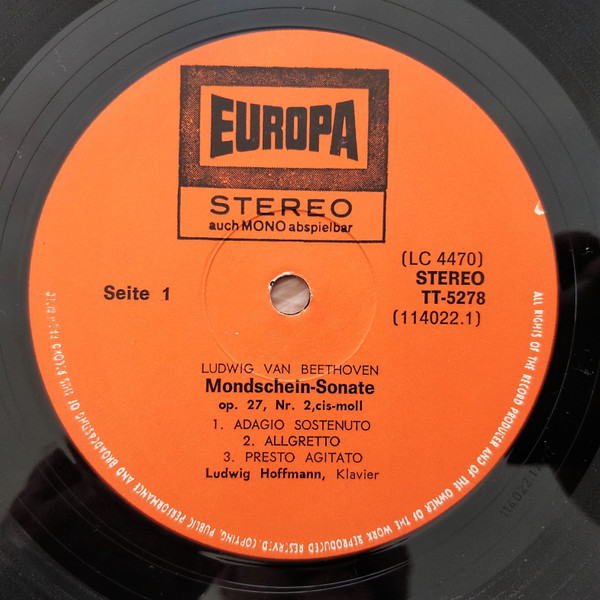 EUROPA
STEREO
auch MONO abspielbar
(LC 4470)
STEREO
TT-5278
(114022.1)
Seite 1
LUDWIG VAN BEETHOVEN
Mondschein-Sonate
op. 27, Nr. 2,cis-moll
1. ADAGIO SOSTENUTO
2. ALLGRETTO
3. PRESTO AGITATO
Ludwig Hoffmann, Klavier
ALL RIGHTS OF THE RECORD PRODUCER AND OF THE OWNER OF THE WORK REPRODUCED RESERVED. COPYING, PUBLIC PERFORMANCE AND BROADCASTING OF THIS